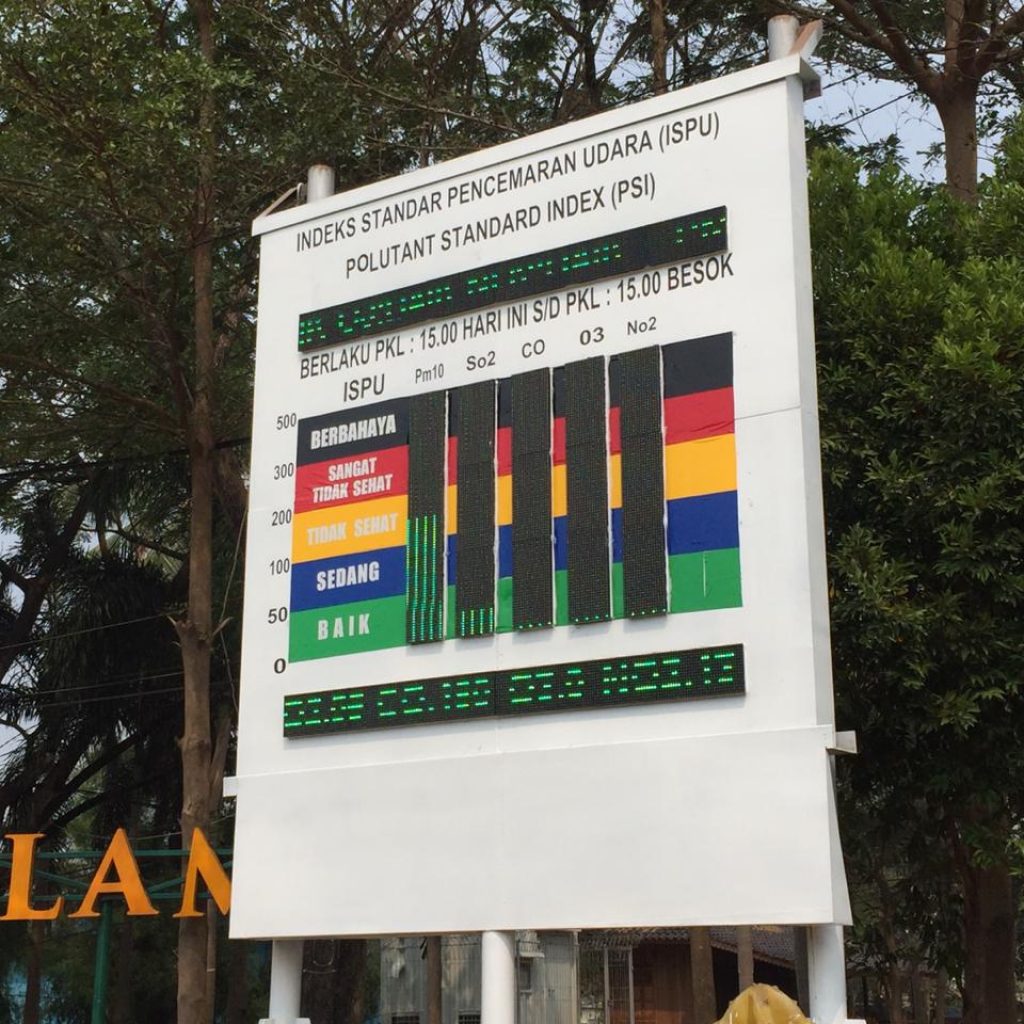 INDEKS STANDAR PENCEMARAN UDARA (ISPU)
POLUTANT STANDARD INDEX (PSI)
BERLAKU PKL : 15.00 HARI INI S/D PKL : 15.00 BESOK
ISPU Pm10 So2 CO 03 No2
500
BERBAHAYA
300
SANGAT
TIDAK SEHAT
200
TIDAK SEHAT
100
SEDANG
50
BAIK
0
LAM